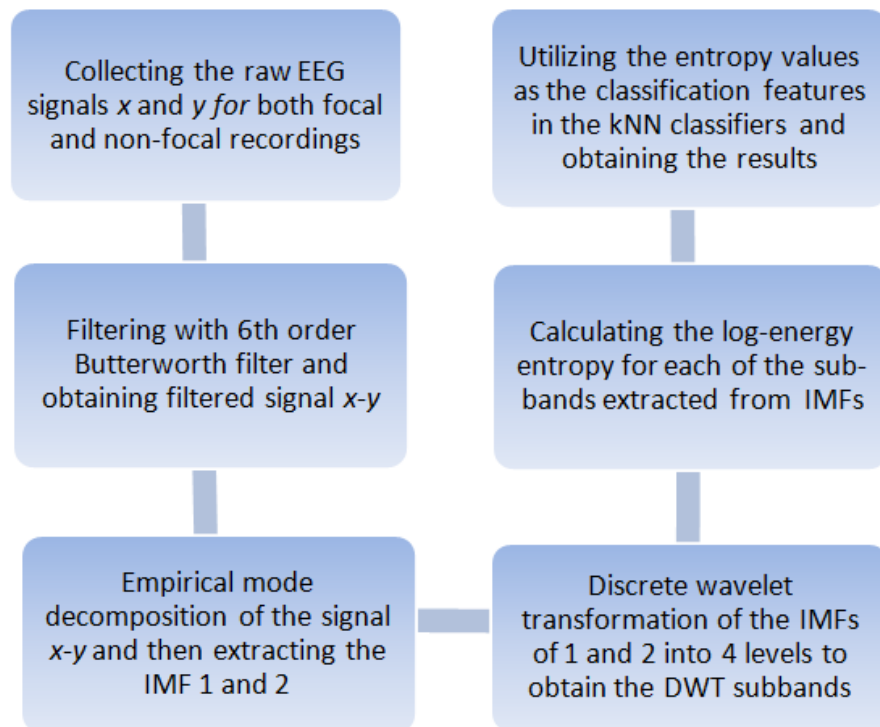 Collecting the raw EEG
signals x and y for both focal
and non-focal recordings
Filtering with 6th order
Butterworth filter and
obtaining filtered signal x-y
Empirical mode
decomposition of the signal
x-y and then extracting the
IMF 1 and 2
Discrete wavelet
transformation of the IMFs
of 1 and 2 into 4 levels to
obtain the DWT subbands
Calculating the log-energy
entropy for each of the sub-
bands extracted from IMFs
Utilizing the entropy values
as the classification features
in the kNN classifiers and
obtaining the results